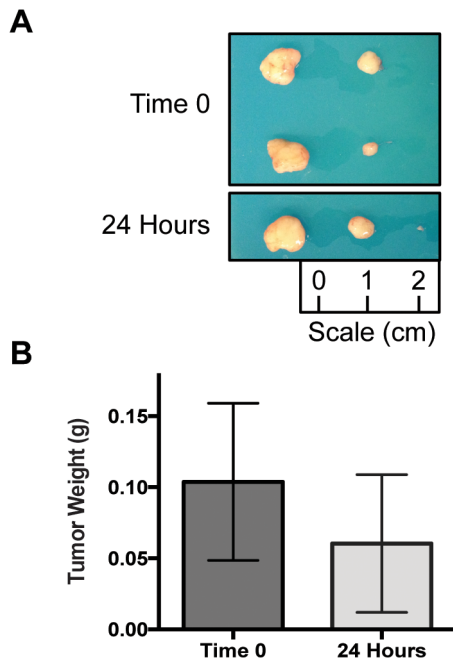 A
Time 0
24 Hours
0 1 2
Scale (cm)
B
Tumor Weight (g)
0.15
0.10
0.05
0.00
Time 0 24 Hours